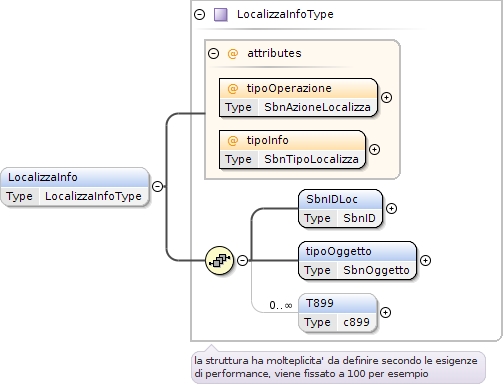 LocalizzaInfoType
@ attributes
@ tipoOperazione
Type SbnAzioneLocalizza
@ tipoInfo
Type SbnTipoLocalizza
LocalizzaInfo
Type LocalizzaInfoType
SbnIDLoc
Type SbnID
tipoOggetto
Type SbnOggetto
0..∞
T899
Type c899
la struttura ha molteplicita' da definire secondo le esigenze
di performance, viene fissato a 100 per esempio